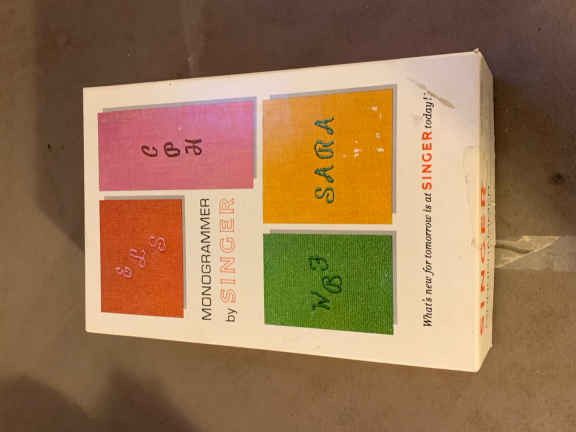 C
P
H
SARA
E
L
S
MONOGRAMMER
by SINGER
N
B
F
What's new for tomorrow is at SINGER today!*
SINGER